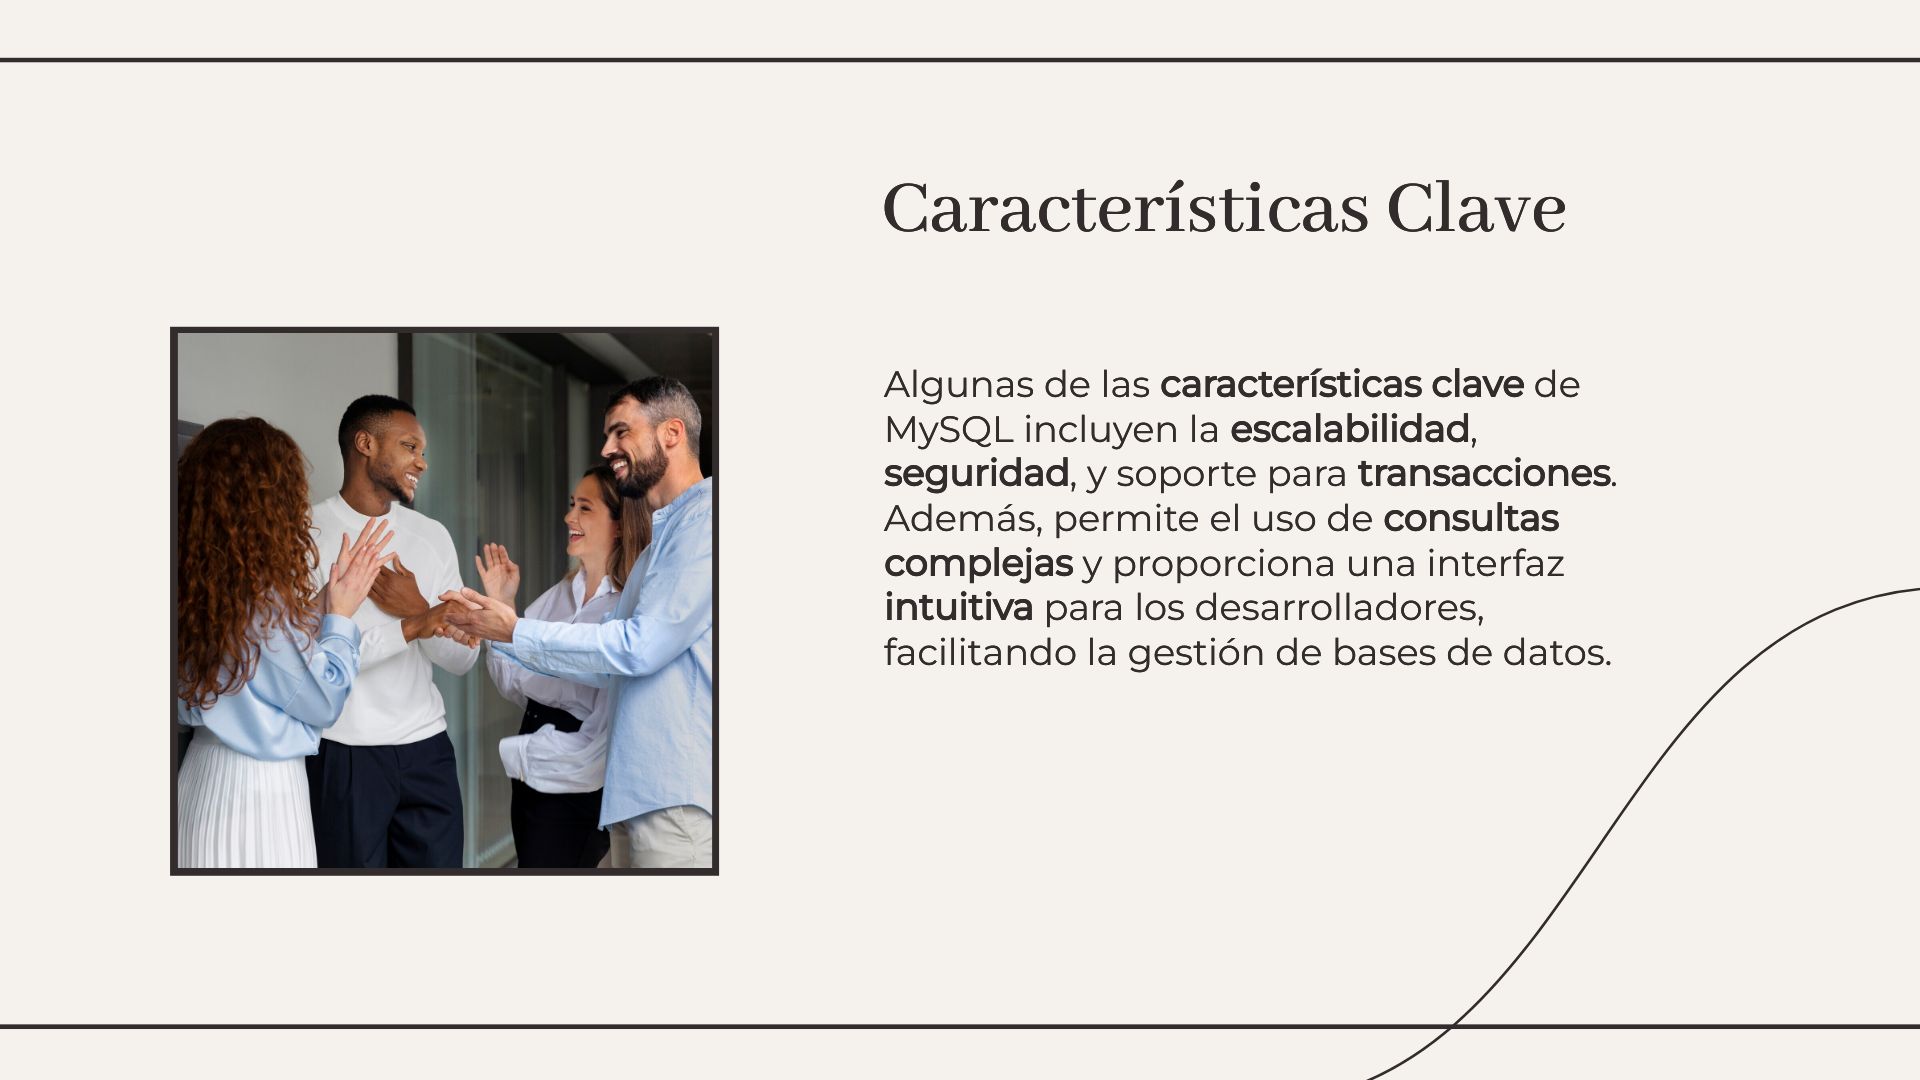 Características Clave
Algunas de las características clave de
MySQL incluyen la escalabilidad,
seguridad, y soporte para transacciones.
Además, permite el uso de consultas
complejas y proporciona una interfaz
intuitiva para los desarrolladores,
facilitando la gestión de bases de datos.